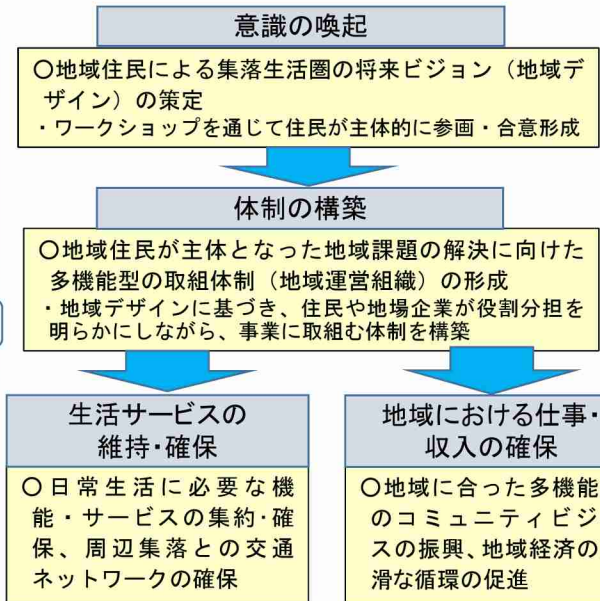 意識の喚起
〇地域住民による集落生活圏の将来ビジョン（地域デ
ザイン）の策定
・ワークショップを通じて住民が主体的に参画・合意形成
体制の構築
〇地域住民が主体となった地域課題の解決に向けた
多機能型の取組体制（地域運営組織）の形成
・地域デザインに基づき、住民や地場企業が役割分担を
明らかにしながら、事業に取組む体制を構築
生活サービスの
維持・確保
〇日常生活に必要な機
能・サービスの集約・確
保、周辺集落との交通
ネットワークの確保
地域における仕事・
収入の確保
〇地域に合った多機能
のコミュニティビジ
スの振興、地域経済の
滑な循環の促進